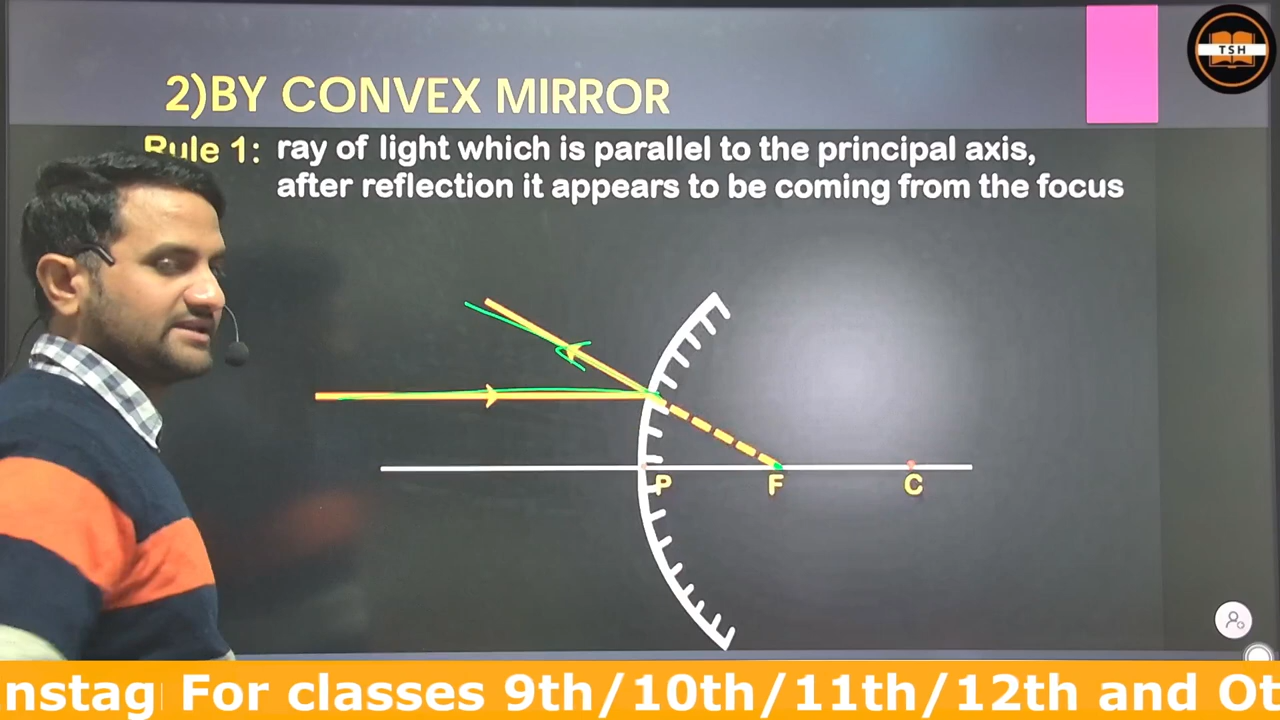 TSH
2)BY CONVEX MIRROR
Rule 1: ray of light which is parallel to the principal axis,
after reflection it appears to be coming from the focus
P F C
nstag For classes 9th/10th/11th/12th and Ot